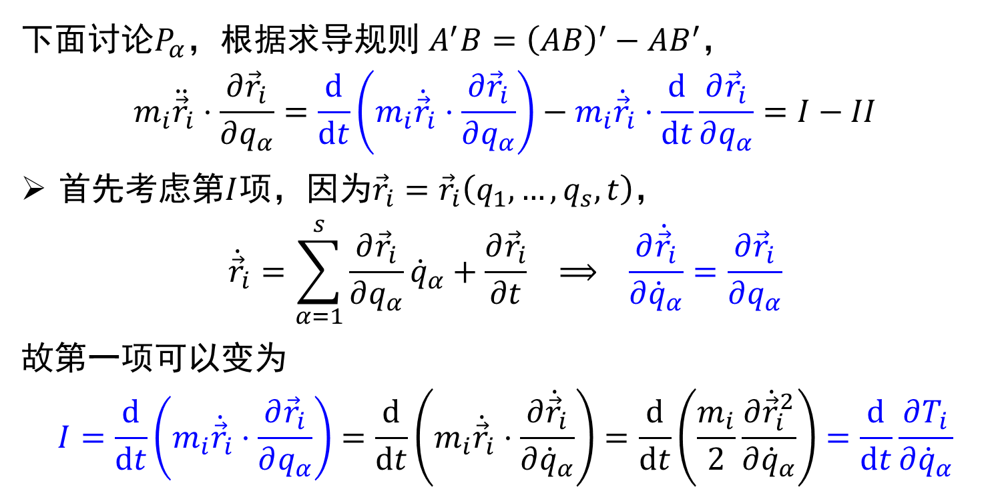 下面讨论$P_\alpha$，根据求导规则 $A'B = (AB)' - AB'$，
$m_i \ddot{\vec{r}}_i \cdot \frac{\partial \vec{r}_i}{\partial q_\alpha} = \frac{\mathrm{d}}{\mathrm{d}t}\left(m_i \dot{\vec{r}}_i \cdot \frac{\partial \vec{r}_i}{\partial q_\alpha}\right) - m_i \dot{\vec{r}}_i \cdot \frac{\mathrm{d}}{\mathrm{d}t}\frac{\partial \vec{r}_i}{\partial q_\alpha} = I - II$
➢ 首先考虑第$I$项，因为$\vec{r}_i = \vec{r}_i(q_1, \ldots, q_s, t)$，
$\dot{\vec{r}}_i = \sum_{\alpha=1}^{s} \frac{\partial \vec{r}_i}{\partial q_\alpha} \dot{q}_\alpha + \frac{\partial \vec{r}_i}{\partial t} \implies \frac{\partial \dot{\vec{r}}_i}{\partial \dot{q}_\alpha} = \frac{\partial \vec{r}_i}{\partial q_\alpha}$
故第一项可以变为
$I = \frac{\mathrm{d}}{\mathrm{d}t}\left(m_i \dot{\vec{r}}_i \cdot \frac{\partial \vec{r}_i}{\partial q_\alpha}\right) = \frac{\mathrm{d}}{\mathrm{d}t}\left(m_i \dot{\vec{r}}_i \cdot \frac{\partial \dot{\vec{r}}_i}{\partial \dot{q}_\alpha}\right) = \frac{\mathrm{d}}{\mathrm{d}t}\left(\frac{m_i}{2} \frac{\partial \dot{\vec{r}}_i^2}{\partial \dot{q}_\alpha}\right) = \frac{\mathrm{d}}{\mathrm{d}t}\frac{\partial T_i}{\partial \dot{q}_\alpha}$